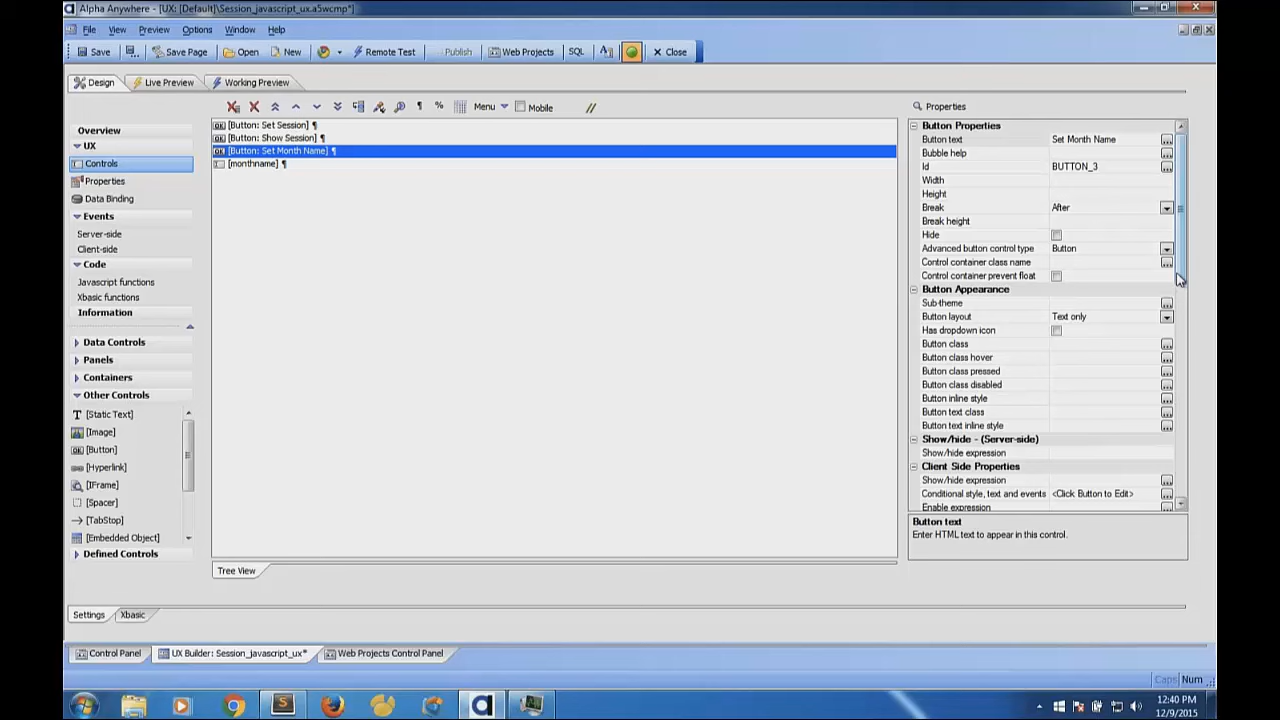 Alpha Anywhere - [UX: [Default]\Session_javascript_ux.a5wcmp*]
File View Preview Options Window Help
Save Save Page Open New Remote Test Publish Web Projects SQL Close
Design Live Preview Working Preview
Menu Mobile //
Properties
Overview
UX
Controls
Properties
Data Binding
Events
Server-side
Client-side
Code
Javascript functions
Xbasic functions
Information
Data Controls
Panels
Containers
Other Controls
[Static Text]
[Image]
[Button]
[Hyperlink]
[IFrame]
[Spacer]
[TabStop]
[Embedded Object]
Defined Controls
[Button: Set Session] ¶
[Button: Show Session] ¶
[Button: Set Month Name] ¶
[monthname] ¶
Tree View
Button Properties
Button text Set Month Name
Bubble help
Id BUTTON_3
Width
Height
Break After
Break height
Hide
Advanced button control type Button
Control container class name
Control container prevent float
Button Appearance
Sub-theme
Button layout Text only
Has dropdown icon
Button class
Button class hover
Button class pressed
Button class disabled
Button inline style
Button text class
Button text inline style
Show/hide - (Server-side)
Show/hide expression
Client Side Properties
Show/hide expression
Conditional style, text and events <Click Button to Edit>
Enable expression
Button text
Enter HTML text to appear in this control.
Settings Xbasic
Control Panel UX Builder: Session_javascript_ux* Web Projects Control Panel
Caps Num
12:40 PM
12/9/2015